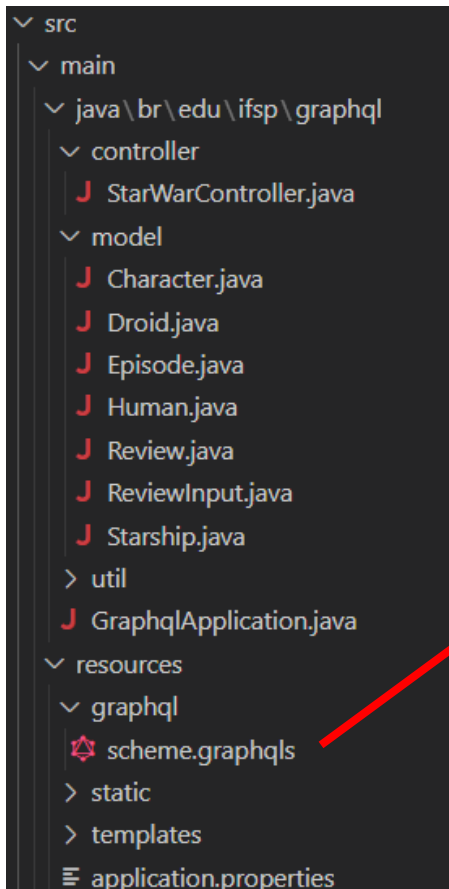 src
main
java\br\edu\ifsp\graphql
controller
J StarWarController.java
model
J Character.java
J Droid.java
J Episode.java
J Human.java
J Review.java
J ReviewInput.java
J Starship.java
util
J GraphqlApplication.java
resources
graphql
scheme.graphqls
static
templates
application.properties